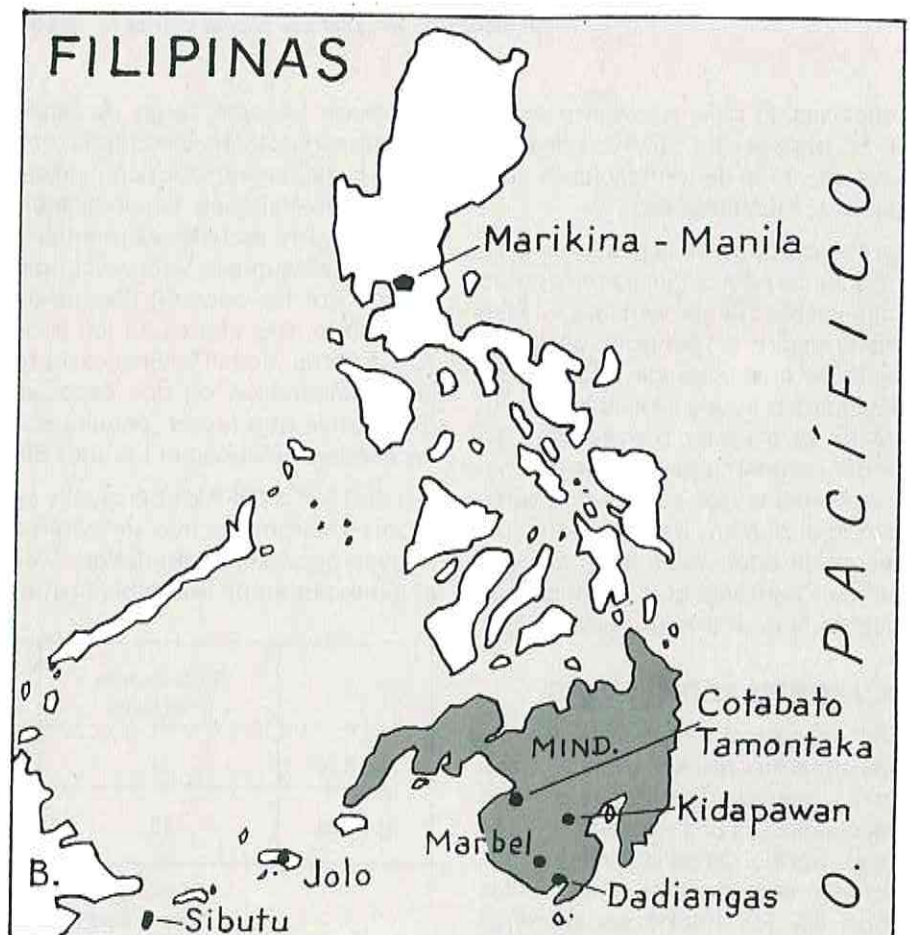 FILIPINAS
Marikina - Manila
O. PACÍFICO
Cotabato
Tamontaka
MIND.
Kidapawan
Marbel
Dadiangas
Jolo
B.
Sibutu